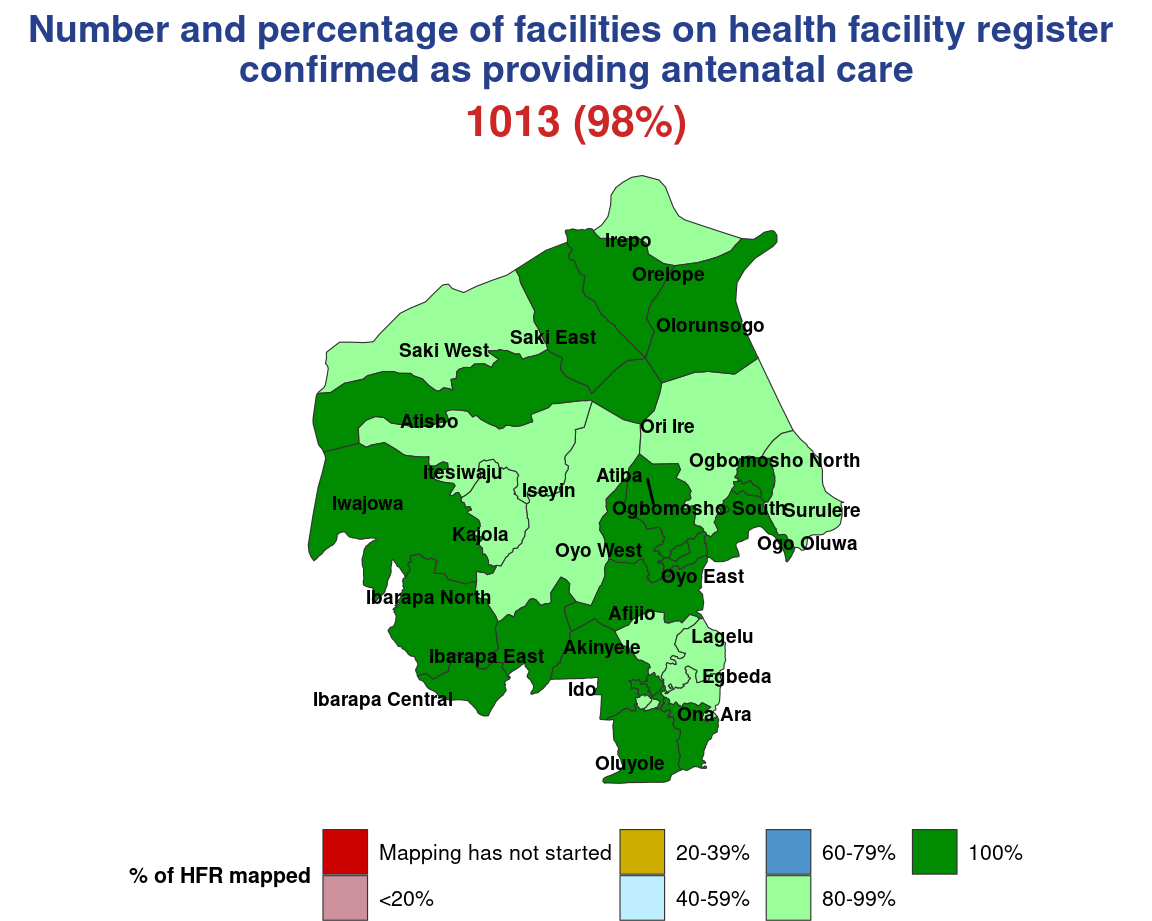 Number and percentage of facilities on health facility register
confirmed as providing antenatal care
1013 (98%)
Irepo
Orelope
Olorunsogo
Saki East
Saki West
Atisbo
Ori Ire
Ogbomosho North
Itesiwaju
Atiba
Iseyin
Iwajowa
Ogbomosho South
Surulere
Kajola
Ogo Oluwa
Oyo West
Oyo East
Ibarapa North
Afijio
Lagelu
Akinyele
Ibarapa East
Egbeda
Ido
Ibarapa Central
Ona Ara
Oluyole
% of HFR mapped
Mapping has not started
20-39%
60-79%
100%
<20%
40-59%
80-99%